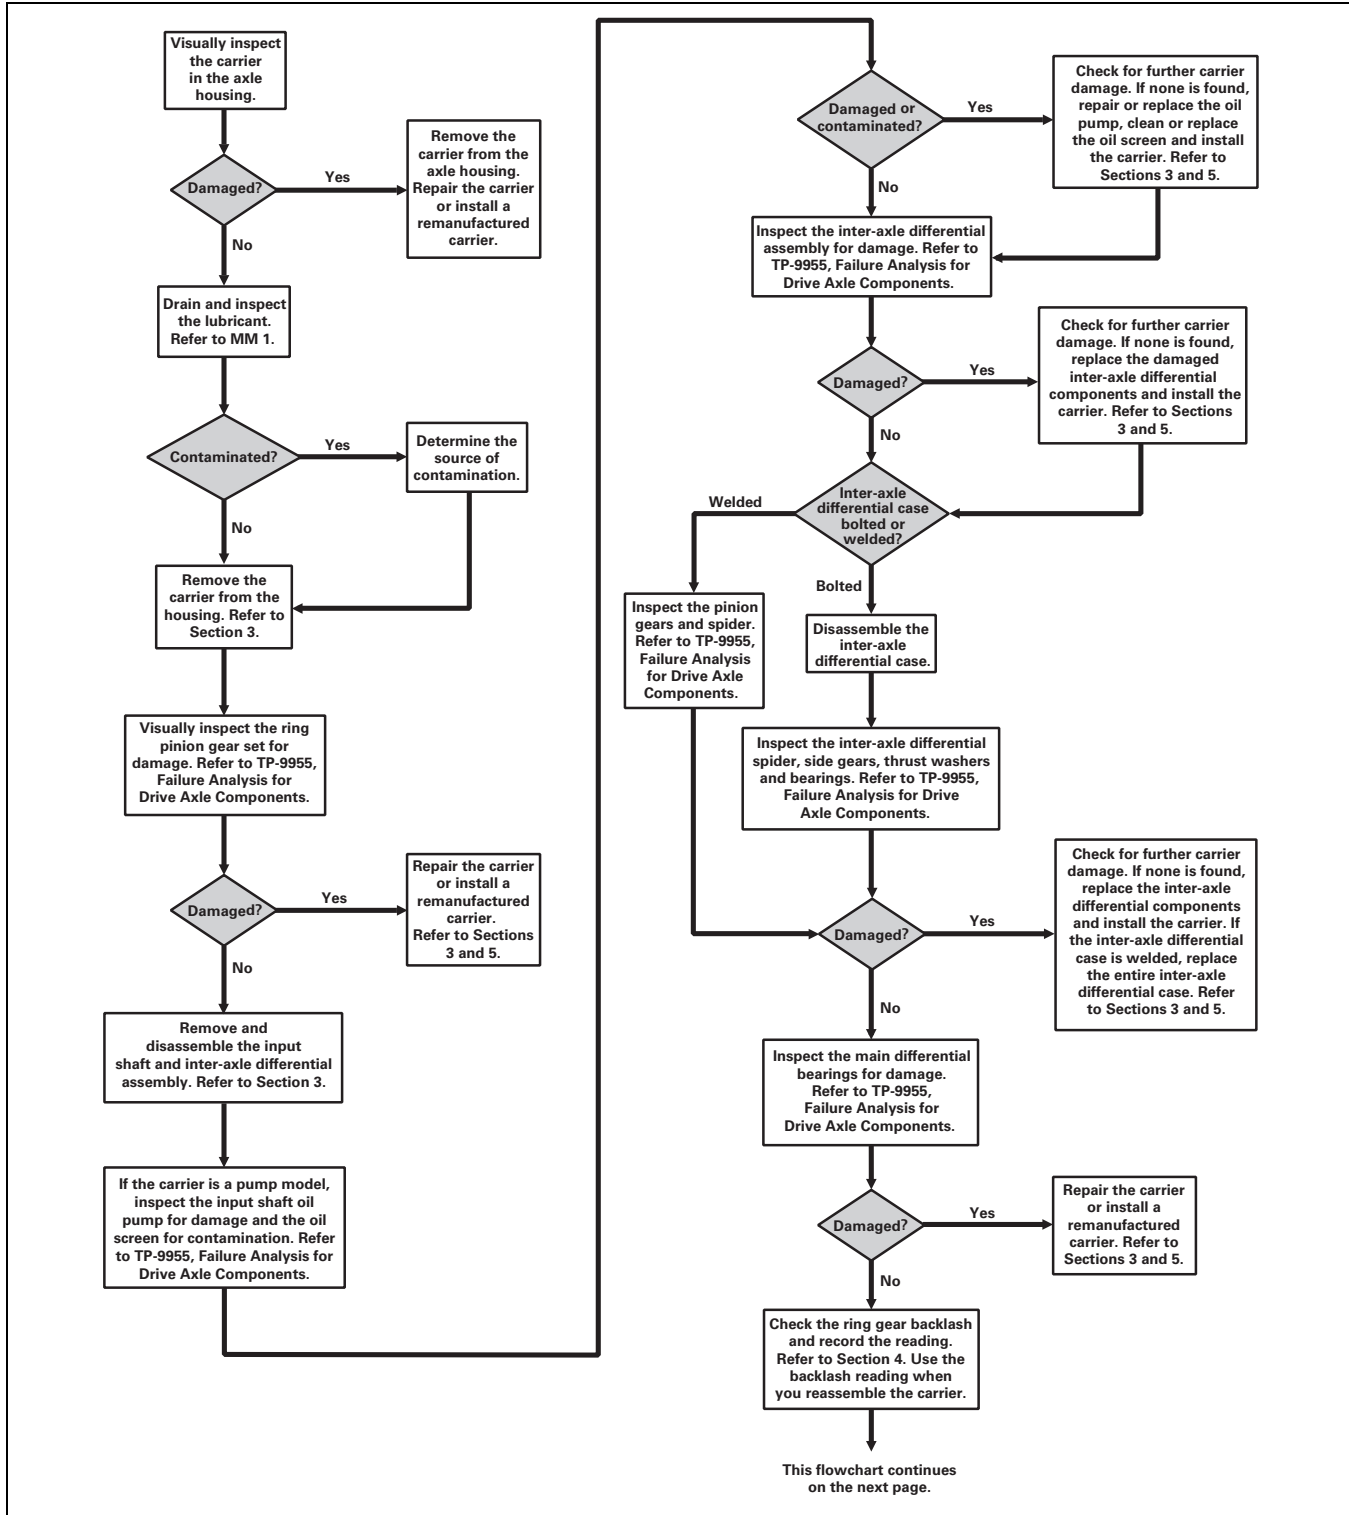 Visually inspect
the carrier
in the axle
housing.
Damaged?
Yes
Remove the
carrier from the
axle housing.
Repair the carrier
or install a
remanufactured
carrier.
No
Drain and inspect
the lubricant.
Refer to MM 1.
Contaminated?
Yes
Determine the
source of
contamination.
No
Remove the
carrier from the
housing. Refer to
Section 3.
Visually inspect the ring
pinion gear set for
damage. Refer to TP-9955,
Failure Analysis for
Drive Axle Components.
Damaged?
Yes
Repair the carrier
or install a
remanufactured
carrier.
Refer to Sections
3 and 5.
No
Remove and
disassemble the input
shaft and inter-axle differential
assembly. Refer to Section 3.
If the carrier is a pump model,
inspect the input shaft oil
pump for damage and the oil
screen for contamination. Refer
to TP-9955, Failure Analysis for
Drive Axle Components.
Damaged or
contaminated?
Yes
Check for further carrier
damage. If none is found,
repair or replace the oil
pump, clean or replace
the oil screen and install
the carrier. Refer to
Sections 3 and 5.
No
Inspect the inter-axle differential
assembly for damage. Refer to
TP-9955, Failure Analysis for
Drive Axle Components.
Damaged?
Yes
Check for further carrier
damage. If none is found,
replace the damaged
inter-axle differential
components and install the
carrier. Refer to Sections
3 and 5.
No
Inter-axle
differential case
bolted or
welded?
Welded
Bolted
Inspect the pinion
gears and spider.
Refer to TP-9955,
Failure Analysis
for Drive Axle
Components.
Disassemble the
inter-axle
differential case.
Inspect the inter-axle differential
spider, side gears, thrust washers
and bearings. Refer to TP-9955,
Failure Analysis for Drive
Axle Components.
Damaged?
Yes
Check for further carrier
damage. If none is found,
replace the inter-axle
differential components
and install the carrier. If
the inter-axle differential
case is welded, replace
the entire inter-axle
differential case. Refer
to Sections 3 and 5.
No
Inspect the main differential
bearings for damage.
Refer to TP-9955,
Failure Analysis for
Drive Axle Components.
Damaged?
Yes
Repair the carrier
or install a
remanufactured
carrier. Refer to
Sections 3 and 5.
No
Check the ring gear backlash
and record the reading.
Refer to Section 4. Use the
backlash reading when
you reassemble the carrier.
This flowchart continues
on the next page.